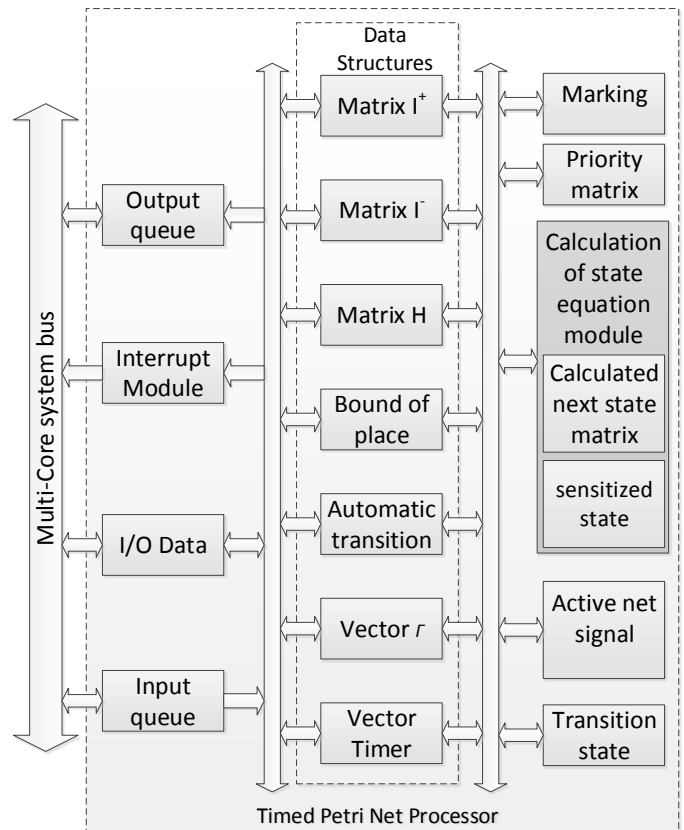 Multi-Core system bus
Output
queue
Interrupt
Module
I/O Data
Input
queue
Data
Structures
Matrix I⁺
Matrix I⁻
Matrix H
Bound of
place
Automatic
transition
Vector Γ
Vector
Timer
Marking
Priority
matrix
Calculation
of state
equation
module
Calculated
next state
matrix
sensitized
state
Active net
signal
Transition
state
Timed Petri Net Processor